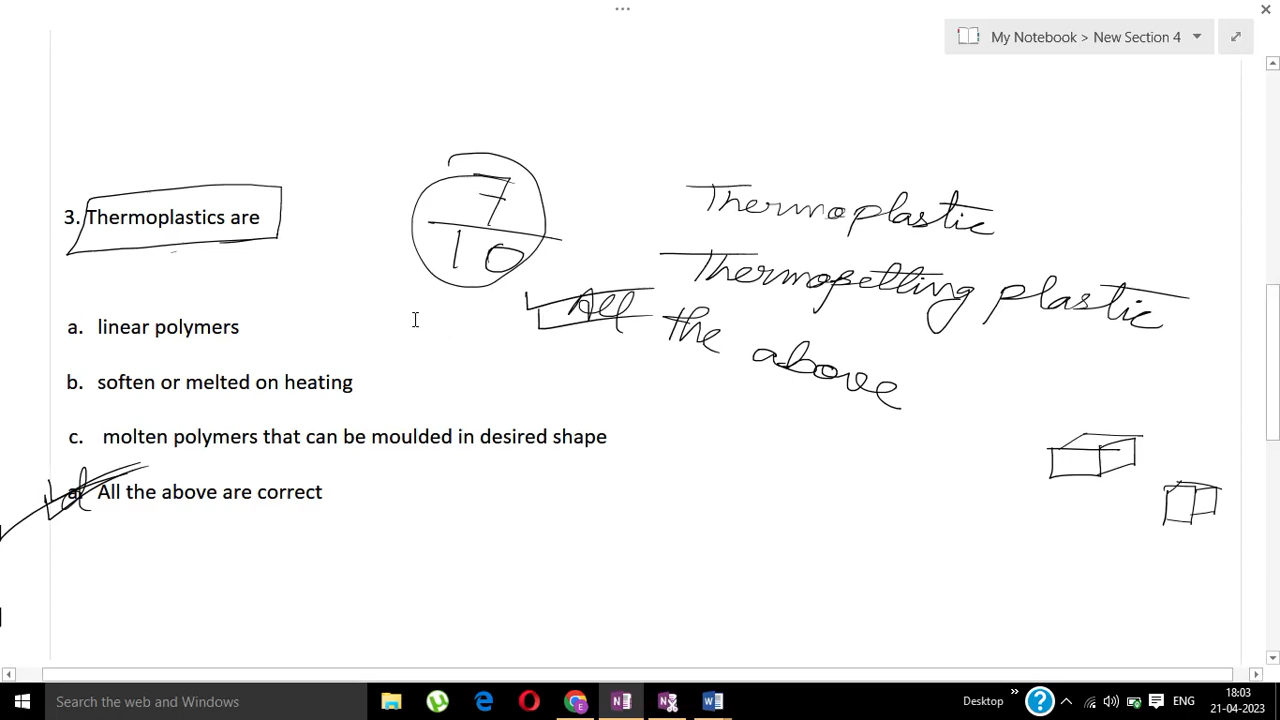 My Notebook > New Section 4
3. Thermoplastics are
7
10
Thermoplastic
Thermosetting plastic
All the above
a. linear polymers
b. soften or melted on heating
c. molten polymers that can be moulded in desired shape
d All the above are correct
Search the web and Windows
Desktop
ENG
18:03
21-04-2023